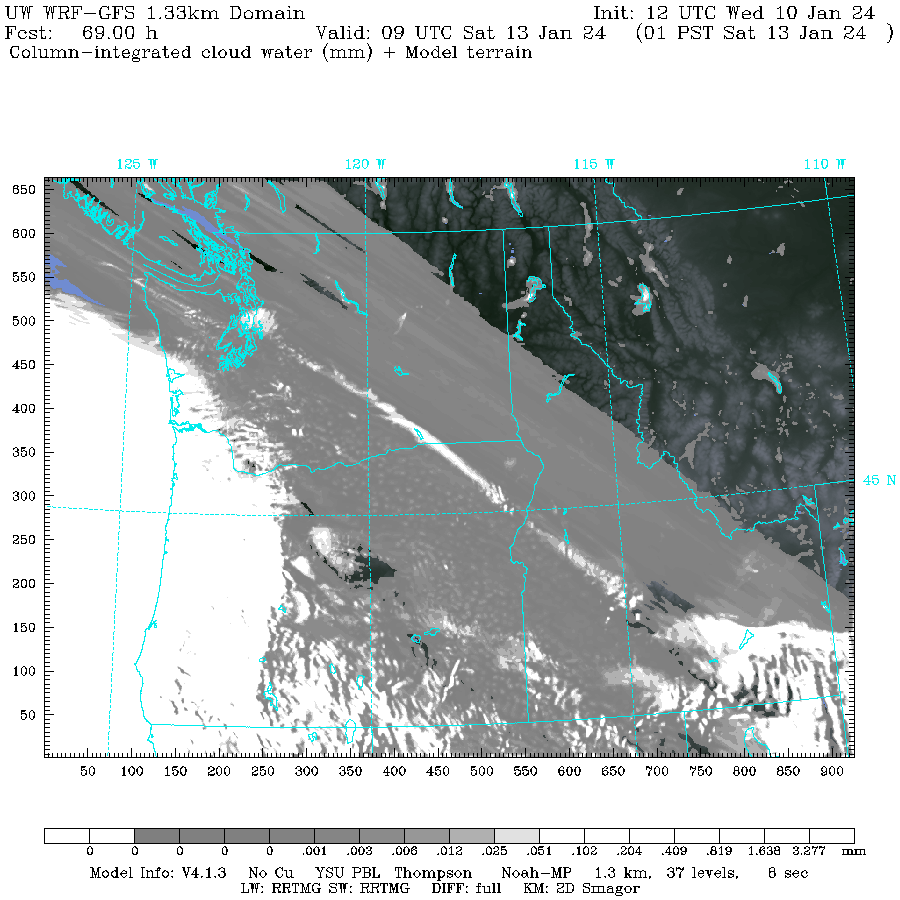 UW WRF-GFS 1.33km Domain Init: 12 UTC Wed 10 Jan 24
Fcst: 69.00 h Valid: 09 UTC Sat 13 Jan 24 (01 PST Sat 13 Jan 24 )
Column-integrated cloud water (mm) + Model terrain
125 W 120 W 115 W 110 W
650
600
550
500
450
400
350
300
45 N
250
200
150
100
50
50 100 150 200 250 300 350 400 450 500 550 600 650 700 750 800 850 900
0 0 0 0 0 .001 .003 .006 .012 .025 .051 .102 .204 .409 .819 1.638 3.277 mm
Model Info: V4.1.3 No Cu YSU PBL Thompson Noah-MP 1.3 km, 37 levels, 8 sec
LW: RRTMG SW: RRTMG DIFF: full KM: 2D Smagor